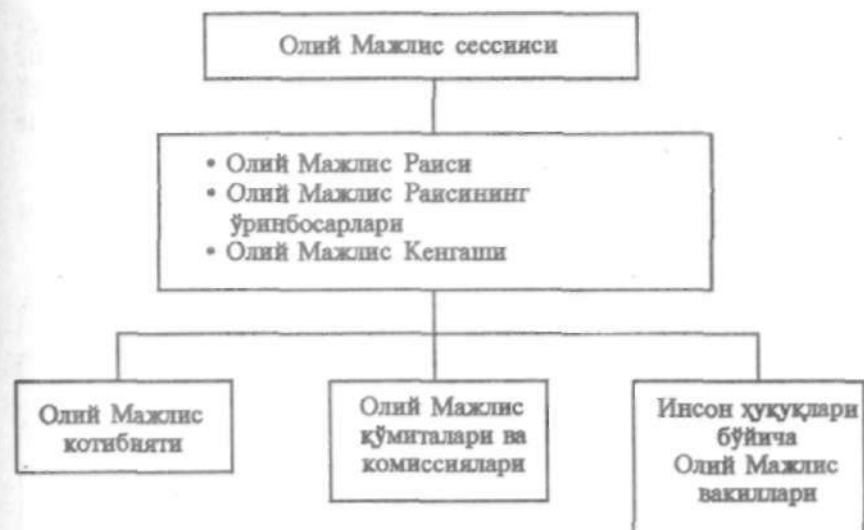 Олий Мажлис сессияси
• Олий Мажлис Раиси
• Олий Мажлис Раисининг
ўринбосарлари
• Олий Мажлис Кенгаши
Олий Мажлис
котибияти
Олий Мажлис
қўмиталари ва
комиссиялари
Инсон ҳуқуқлари
бўйича
Олий Мажлис
вакиллари